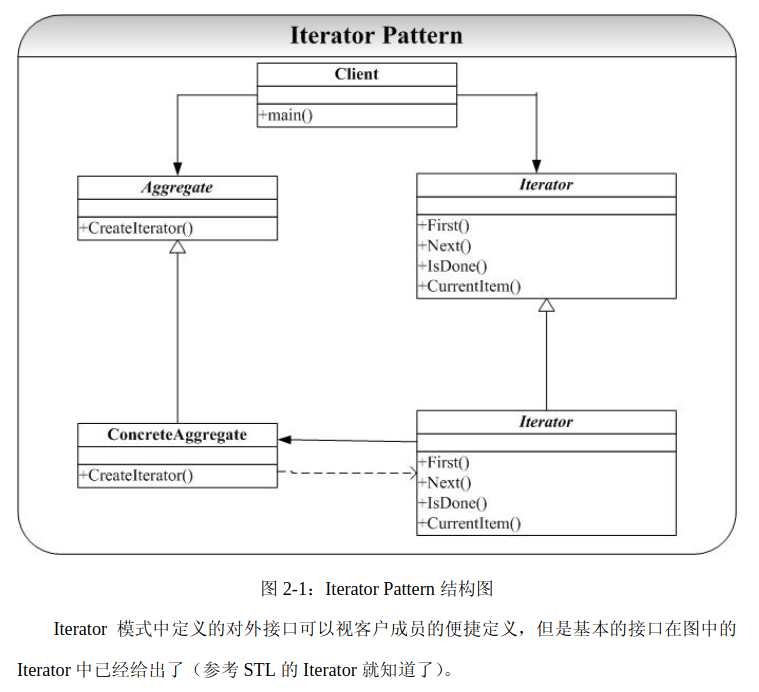 Iterator Pattern
Client
+main()
Aggregate
+CreateIterator()
Iterator
+First()
+Next()
+IsDone()
+CurrentItem()
ConcreteAggregate
+CreateIterator()
Iterator
+First()
+Next()
+IsDone()
+CurrentItem()
图 2-1：Iterator Pattern 结构图
Iterator 模式中定义的对外接口可以视客户成员的便捷定义，但是基本的接口在图中的
Iterator 中已经给出了（参考 STL 的 Iterator 就知道了）。